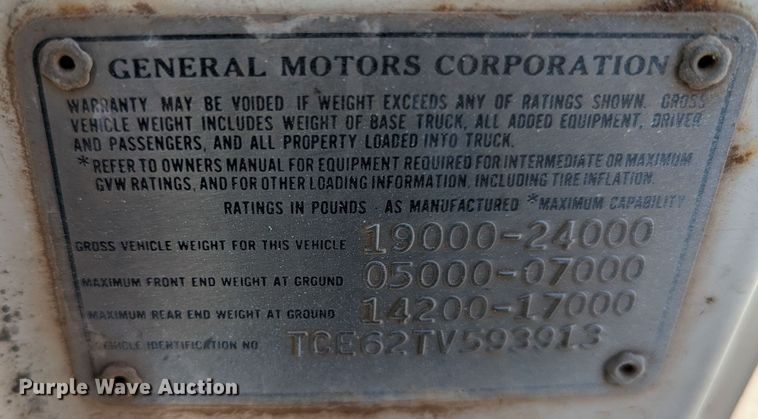 GENERAL MOTORS CORPORATION
WARRANTY MAY BE VOIDED IF WEIGHT EXCEEDS ANY OF RATINGS SHOWN. GROSS
VEHICLE WEIGHT INCLUDES WEIGHT OF BASE TRUCK, ALL ADDED EQUIPMENT, DRIVER
AND PASSENGERS, AND ALL PROPERTY LOADED INTO TRUCK.
*REFER TO OWNERS MANUAL FOR EQUIPMENT REQUIRED FOR INTERMEDIATE OR MAXIMUM
GVW RATINGS, AND FOR OTHER LOADING INFORMATION, INCLUDING TIRE INFLATION.
RATINGS IN POUNDS - AS MANUFACTURED *MAXIMUM CAPABILITY
GROSS VEHICLE WEIGHT FOR THIS VEHICLE 19000-24000
MAXIMUM FRONT END WEIGHT AT GROUND 05000-07000
MAXIMUM REAR END WEIGHT AT GROUND 14200-17000
VEHICLE IDENTIFICATION NO. TCE62TV593913
Purple Wave Auction